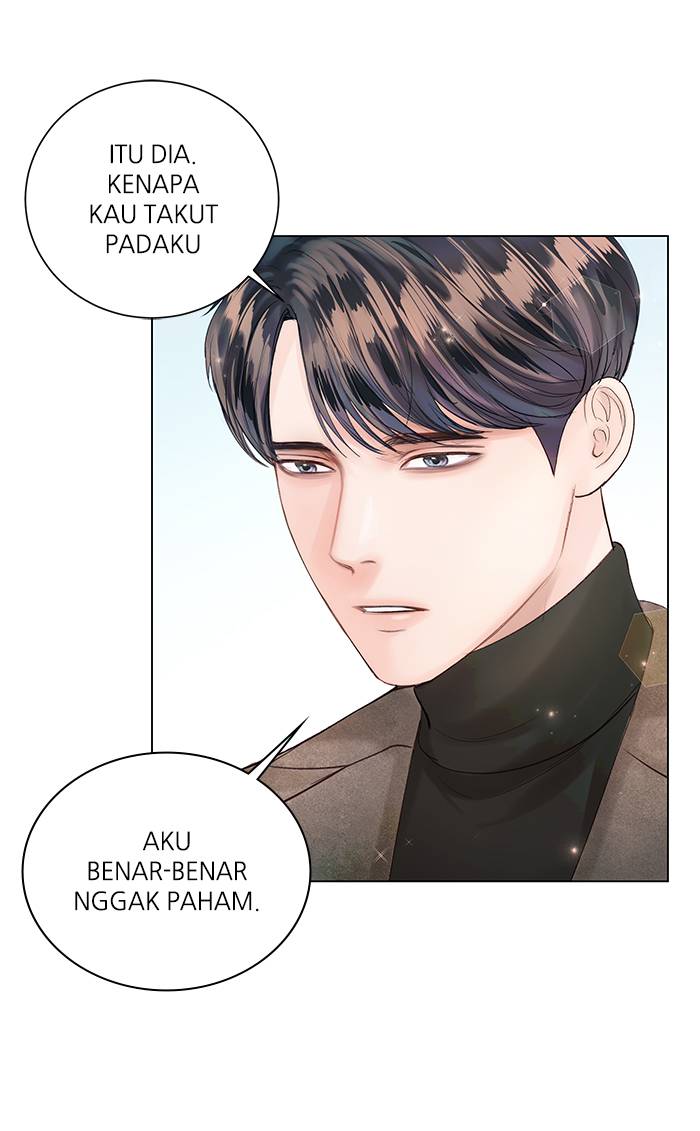 ITU DIA.
KENAPA
KAU TAKUT
PADAKU
AKU
BENAR-BENAR
NGGAK PAHAM.